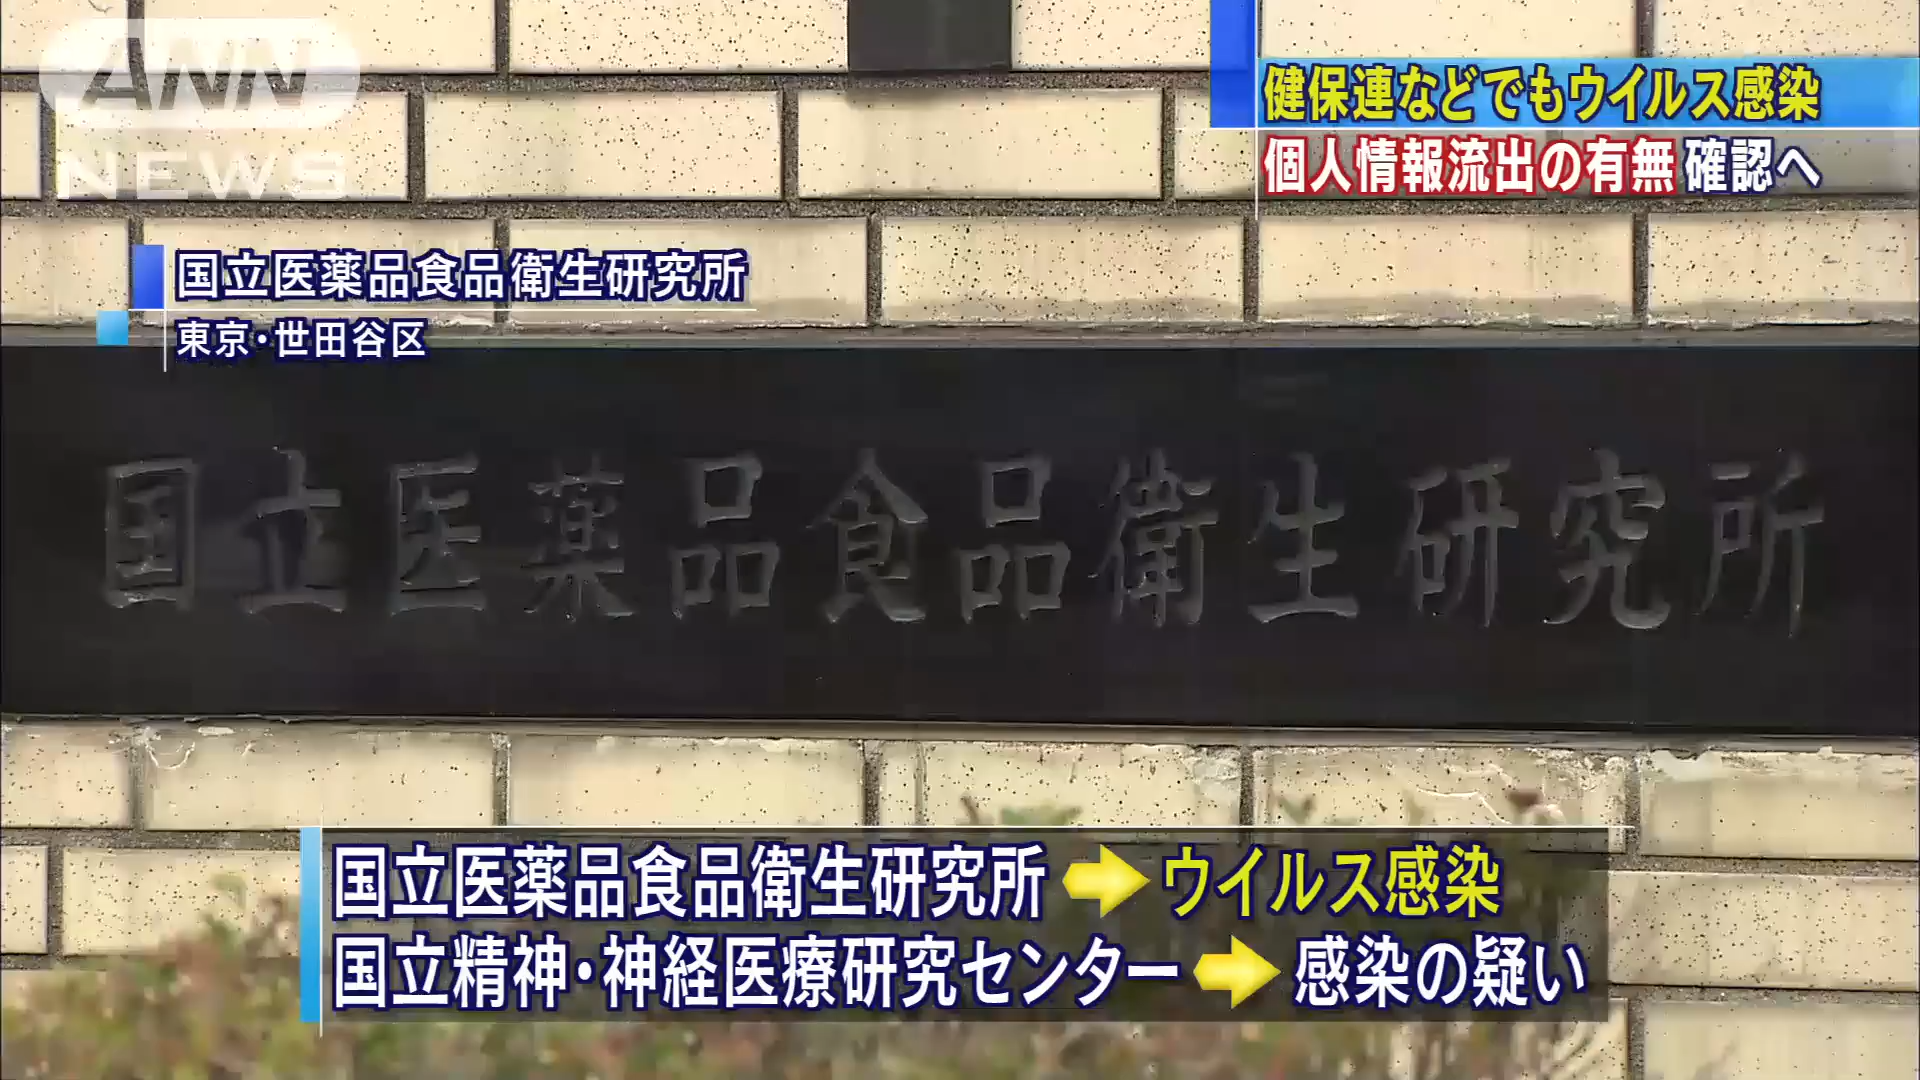 ANN
NEWS
健保連などでもウイルス感染
個人情報流出の有無 確認へ
国立医薬品食品衛生研究所
東京・世田谷区
国立医薬品食品衛生研究所
国立医薬品食品衛生研究所➡ウイルス感染
国立精神・神経医療研究センター➡感染の疑い